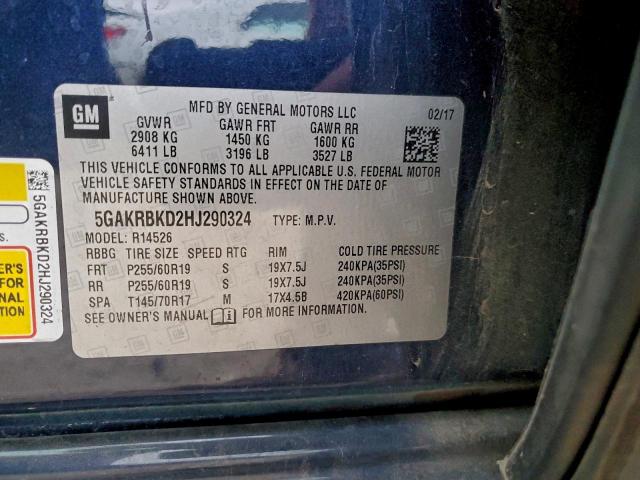 GM
MFD BY GENERAL MOTORS LLC 02/17
GVWR GAWR FRT GAWR RR
2908 KG 1450 KG 1600 KG
6411 LB 3196 LB 3527 LB
THIS VEHICLE CONFORMS TO ALL APPLICABLE U.S. FEDERAL MOTOR
VEHICLE SAFETY STANDARDS IN EFFECT ON THE DATE OF
MANUFACTURE SHOWN ABOVE.
5GAKRBKD2HJ290324 TYPE: M.P.V.
MODEL: R14526
RBBG TIRE SIZE SPEED RTG RIM COLD TIRE PRESSURE
FRT P255/60R19 S 19X7.5J 240KPA(35PSI)
RR P255/60R19 S 19X7.5J 240KPA(35PSI)
SPA T145/70R17 M 17X4.5B 420KPA(60PSI)
SEE OWNER'S MANUAL FOR MORE INFORMATION.
5GAKRBKD2HJ290324
OWNER'S
FOR
ONAL
ON.